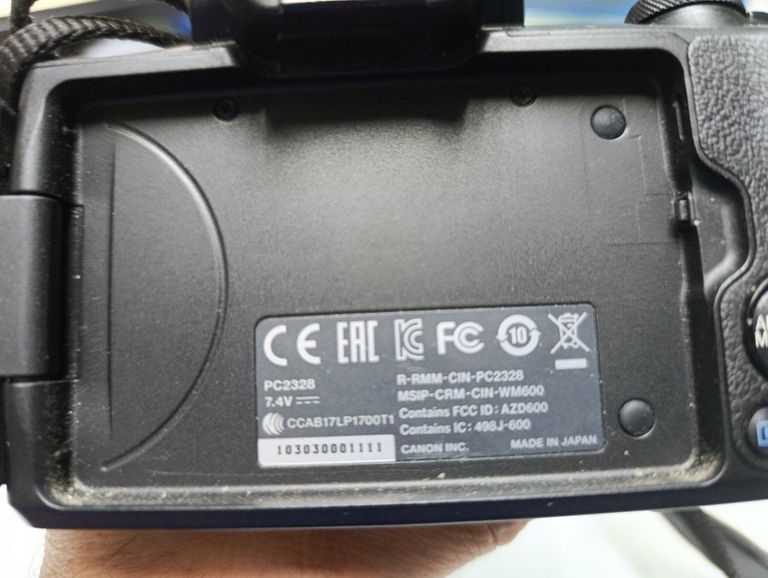 CE EAC KC FC 10
PC2328
7.4V
CCAB17LP1700T1
103030001111
R-RMM-CIN-PC2328
MSIP-CRM-CIN-WM600
Contains FCC ID : AZD600
Contains IC : 498J-600
CANON INC. MADE IN JAPAN